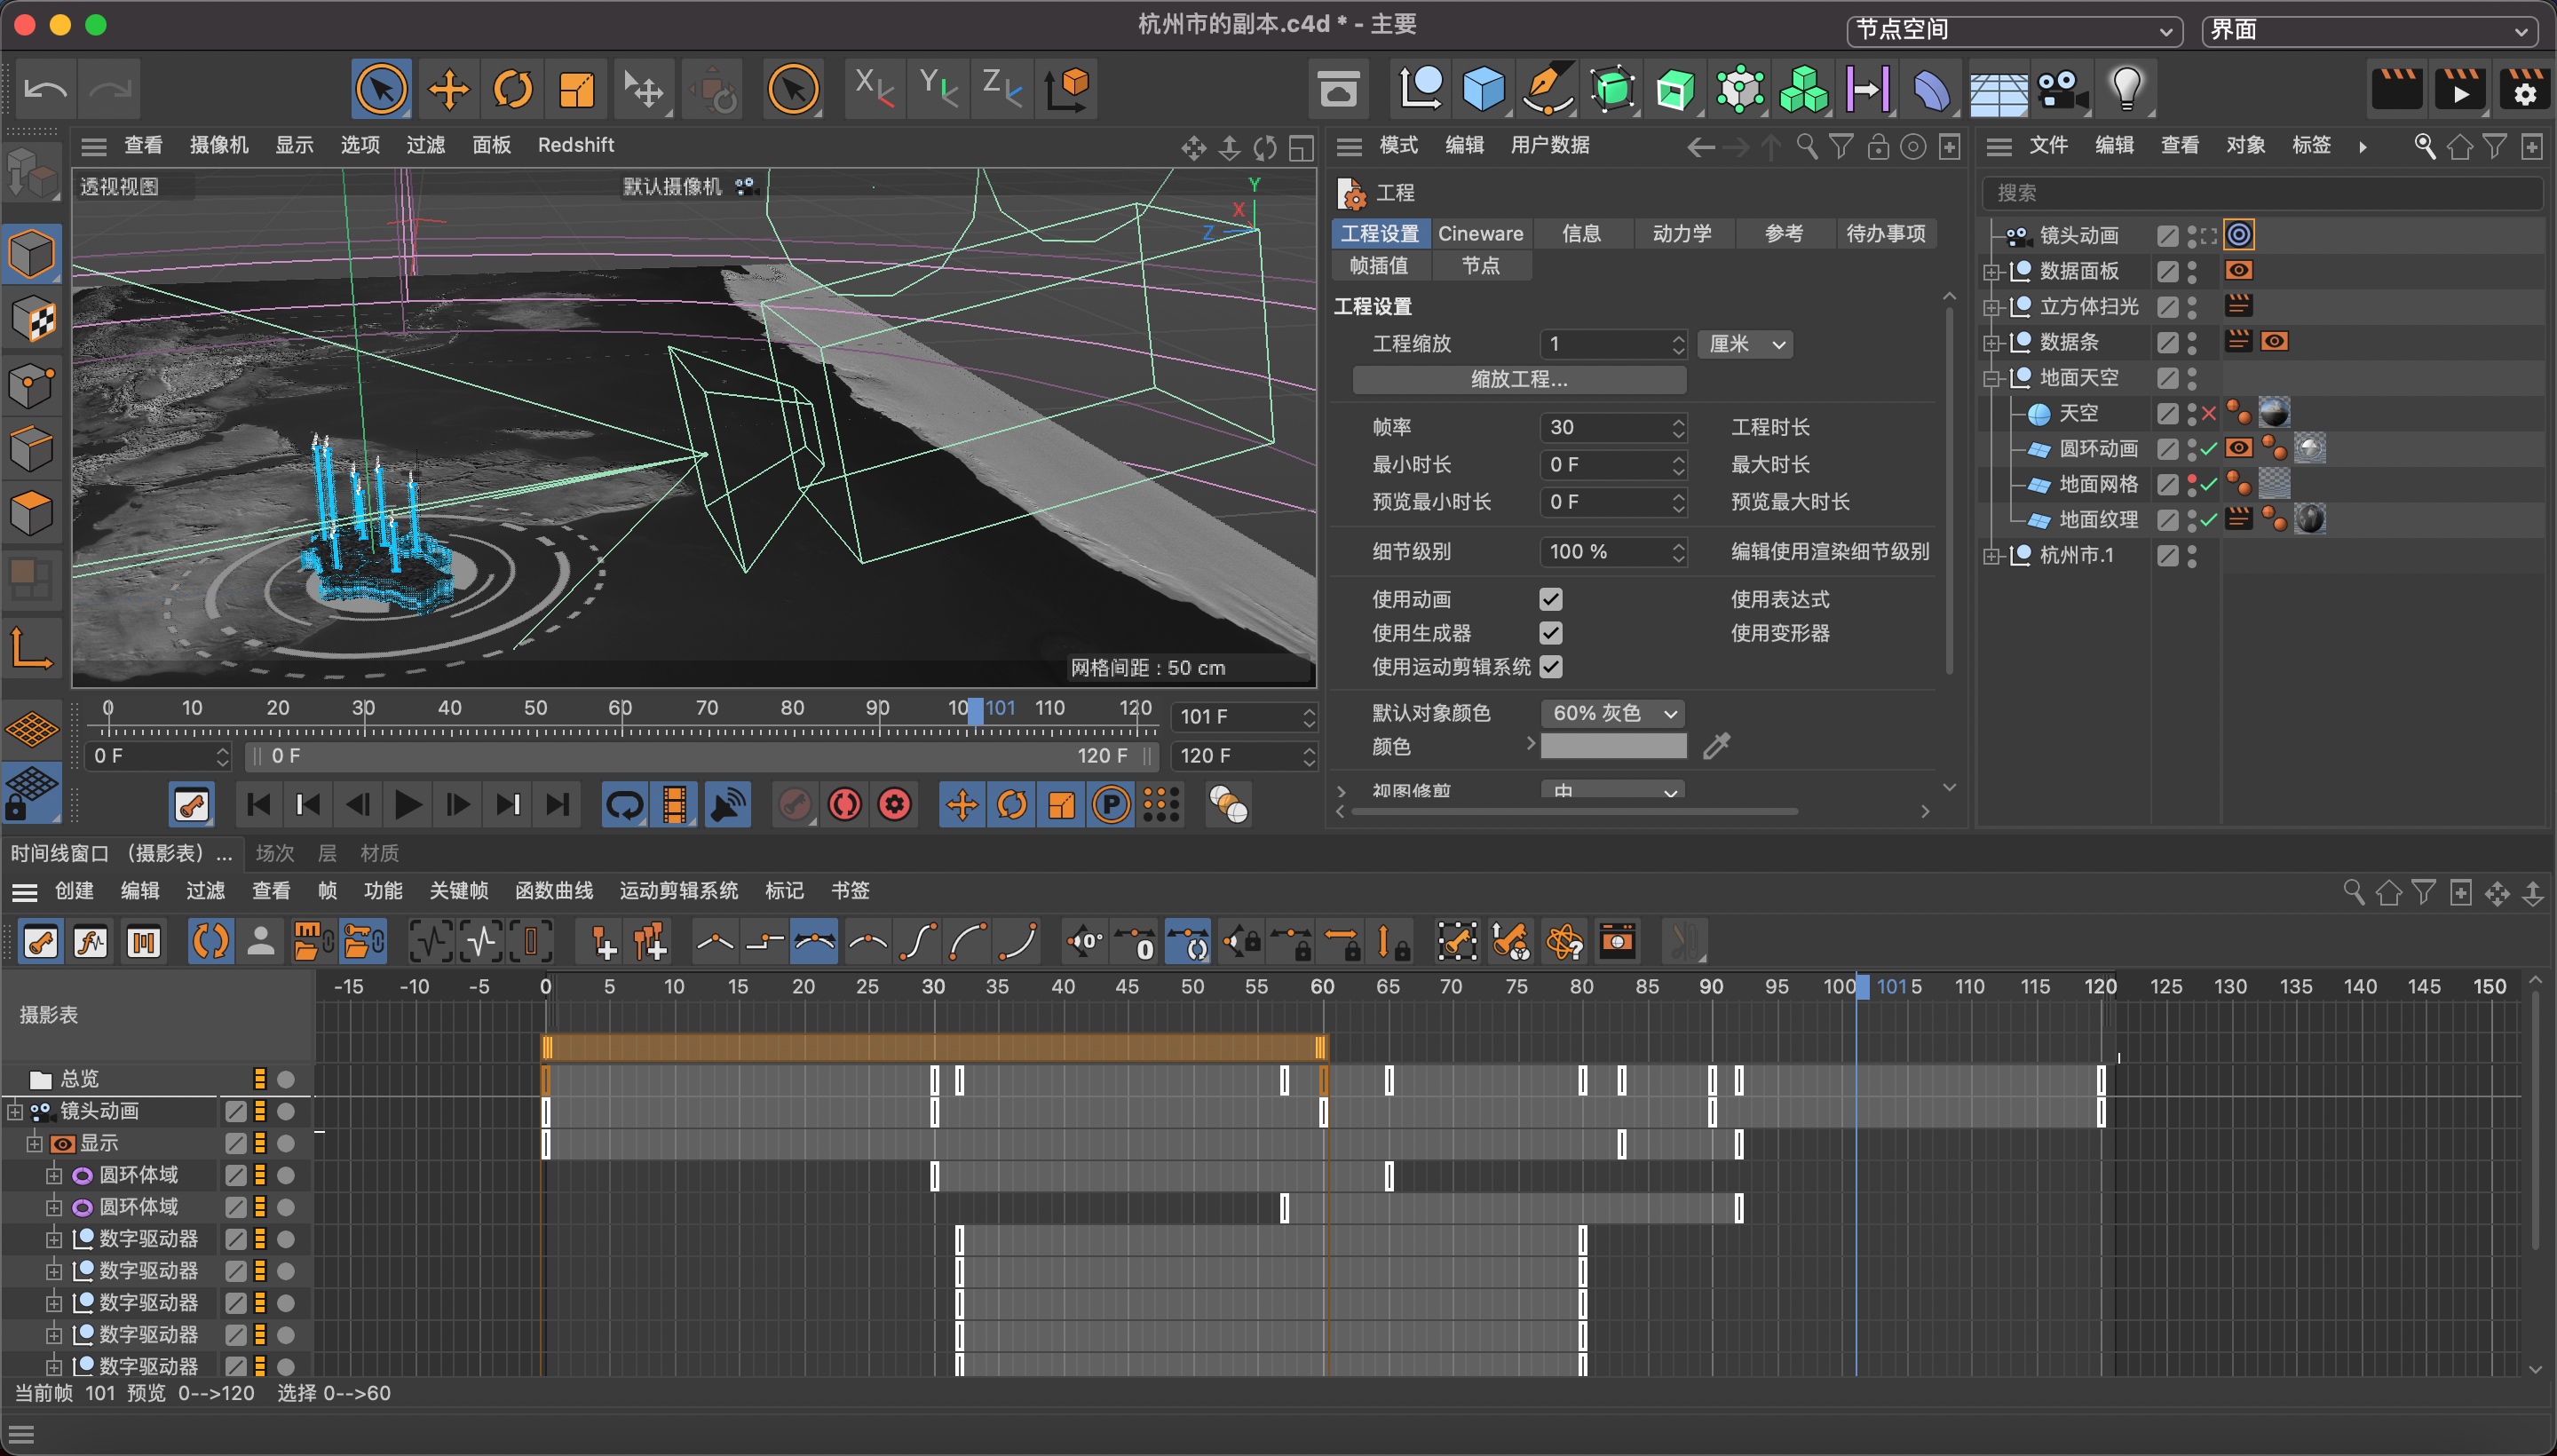 杭州市的副本.c4d * - 主要
节点空间
界面
X
Y
Z
查看 摄像机 显示 选项 过滤 面板 Redshift
透视视图
默认摄像机
Y
X
Z
网格间距 : 50 cm
0 10 20 30 40 50 60 70 80 90 10 101 110 120
101 F
0 F
0 F
120 F
120 F
P
模式 编辑 用户数据
工程
工程设置 Cineware 信息 动力学 参考 待办事项
帧插值 节点
工程设置
工程缩放 1 厘米
缩放工程...
帧率 30 工程时长
最小时长 0 F 最大时长
预览最小时长 0 F 预览最大时长
细节级别 100 % 编辑使用渲染细节级别
使用动画 使用表达式
使用生成器 使用变形器
使用运动剪辑系统
默认对象颜色 60% 灰色
颜色
视图修剪 中
文件 编辑 查看 对象 标签
搜索
镜头动画
数据面板
立方体扫光
数据条
地面天空
天空
圆环动画
地面网格
地面纹理
杭州市.1
时间线窗口 （摄影表）... 场次 层 材质
创建 编辑 过滤 查看 帧 功能 关键帧 函数曲线 运动剪辑系统 标记 书签
0°
0
-15 -10 -5 0 5 10 15 20 25 30 35 40 45 50 55 60 65 70 75 80 85 90 95 100 101 5 110 115 120 125 130 135 140 145 150
摄影表
总览
镜头动画
显示
圆环体域
圆环体域
数字驱动器
数字驱动器
数字驱动器
数字驱动器
数字驱动器
当前帧 101 预览 0-->120 选择 0-->60